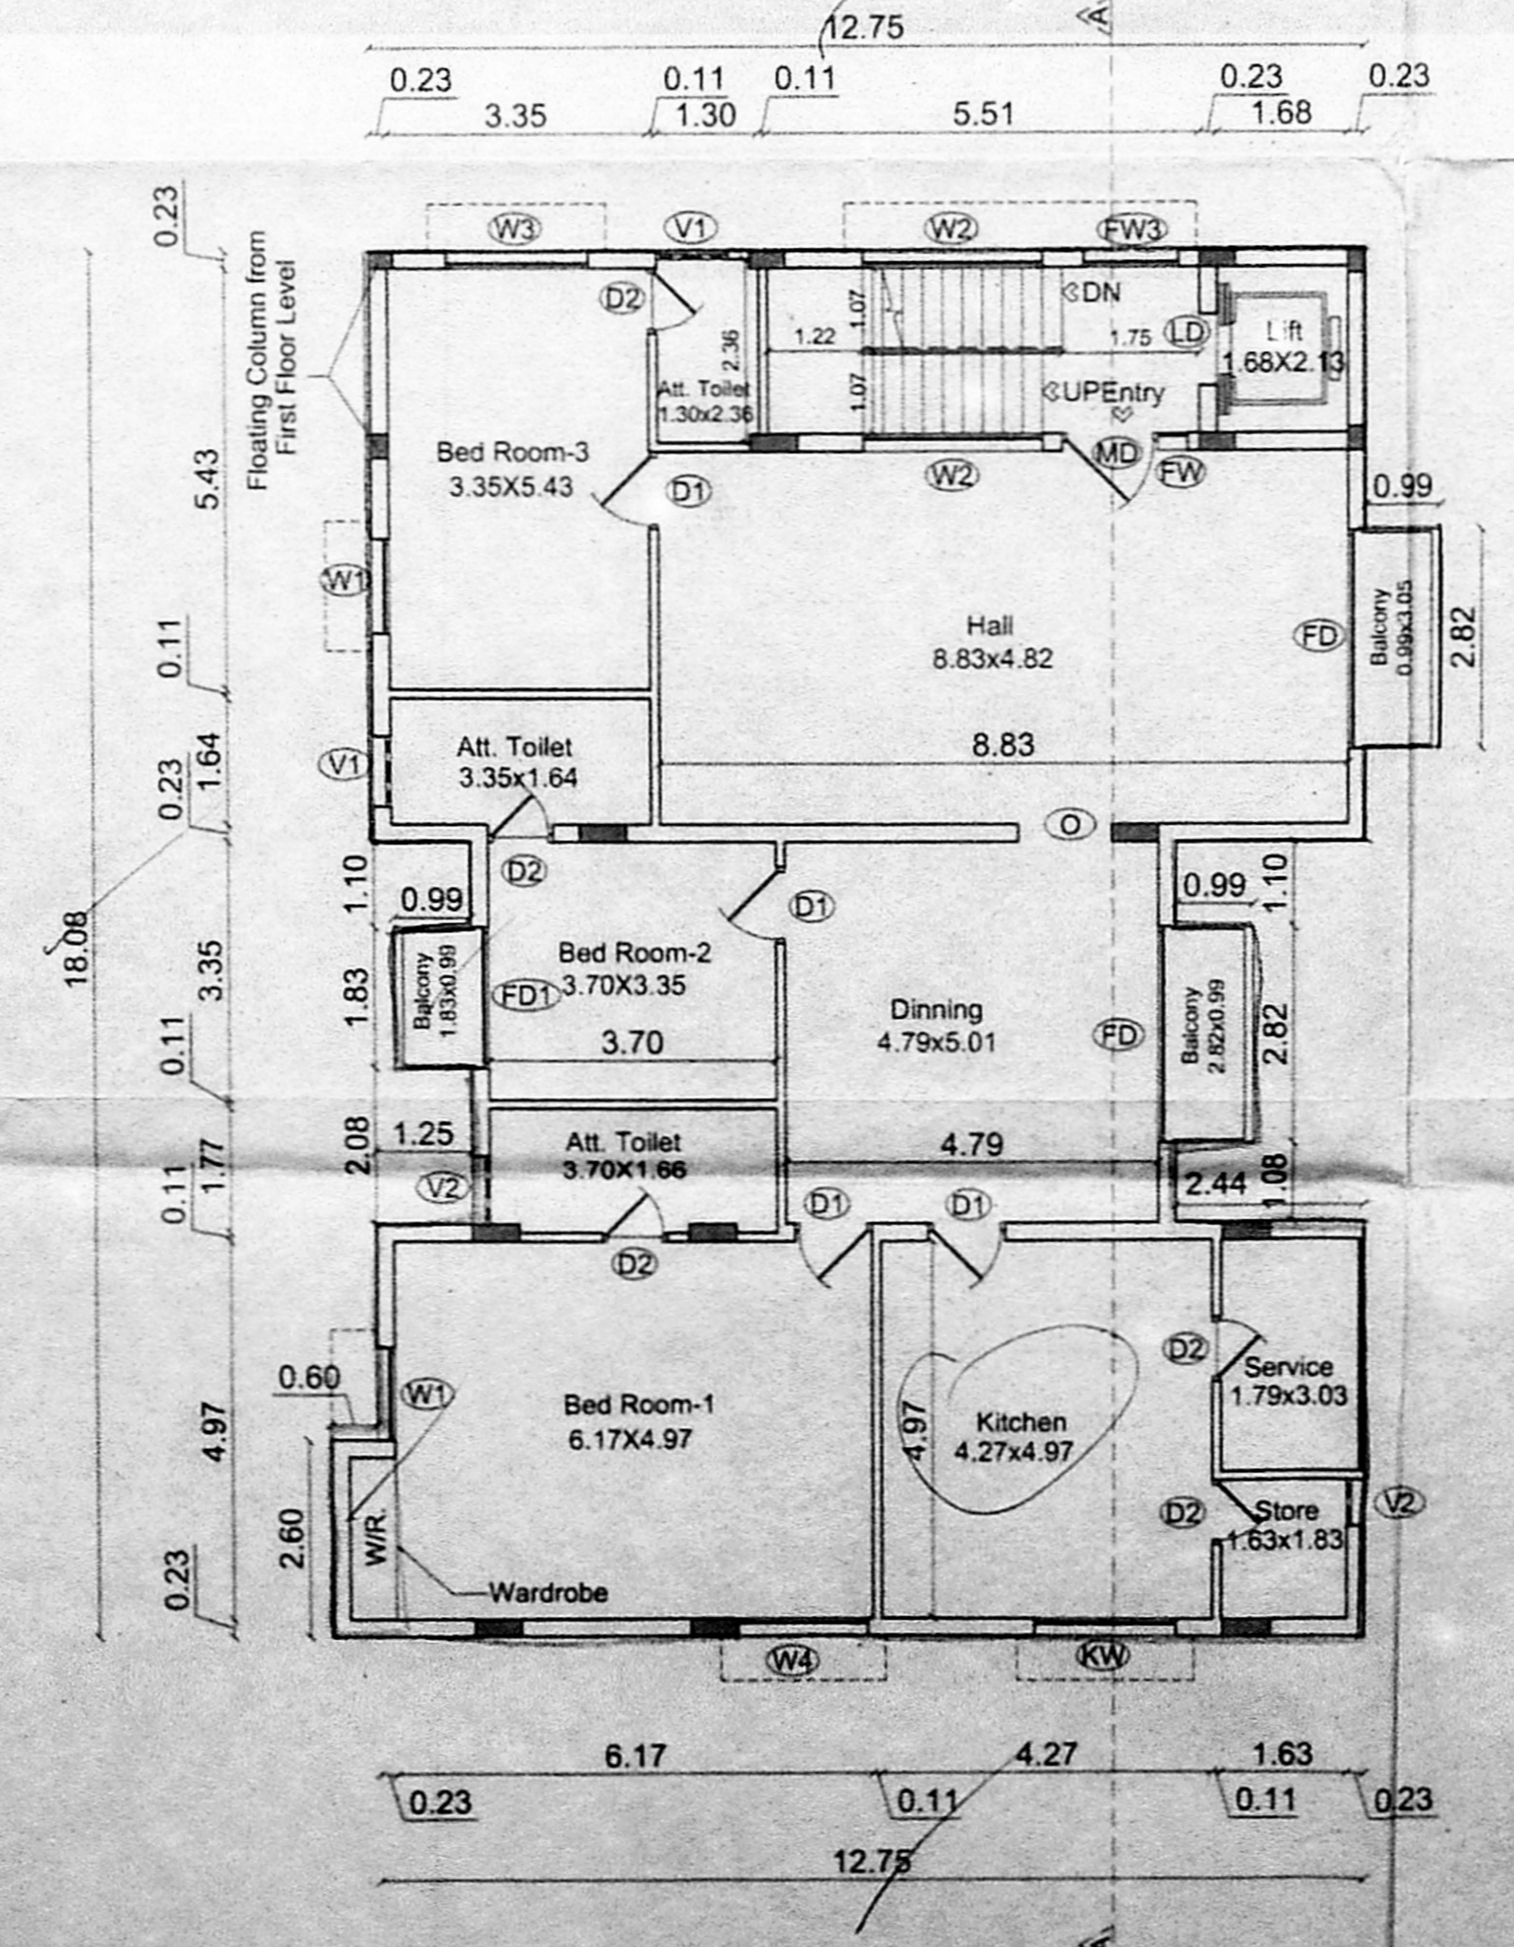 12.75
A
0.23
0.11
0.11
0.23
0.23
3.35
1.30
5.51
1.68
0.23
Floating Column from
First Floor Level
W3
V1
W2
FW3
D2
DN
1.07
1.22
1.75
LD
Lift
1.68X2.13
2.36
Att. Toilet
1.30x2.36
1.07
UP
Entry
Bed Room-3
3.35X5.43
D1
W2
MD
FW
0.99
5.43
W1
Hall
8.83x4.82
FD
Balcony
0.99x3.05
2.82
0.11
Att. Toilet
3.35x1.64
8.83
V1
0.23
1.64
O
D2
1.10
0.99
D1
0.99
1.10
18.08
3.35
Bed Room-2
3.70X3.35
Balcony
1.83x0.99
1.83
FD1
3.70
Dinning
4.79x5.01
FD
Balcony
2.82x0.99
2.82
0.11
2.08
1.25
Att. Toilet
3.70X1.66
4.79
0.11
1.77
V2
D1
D1
2.44
1.08
D2
0.60
W1
D2
Service
1.79x3.03
Bed Room-1
6.17X4.97
4.97
4.97
Kitchen
4.27x4.97
2.60
W/R.
D2
Store
1.63x1.83
V2
0.23
Wardrobe
W4
KW
6.17
4.27
1.63
0.23
0.11
0.11
0.23
12.75
A